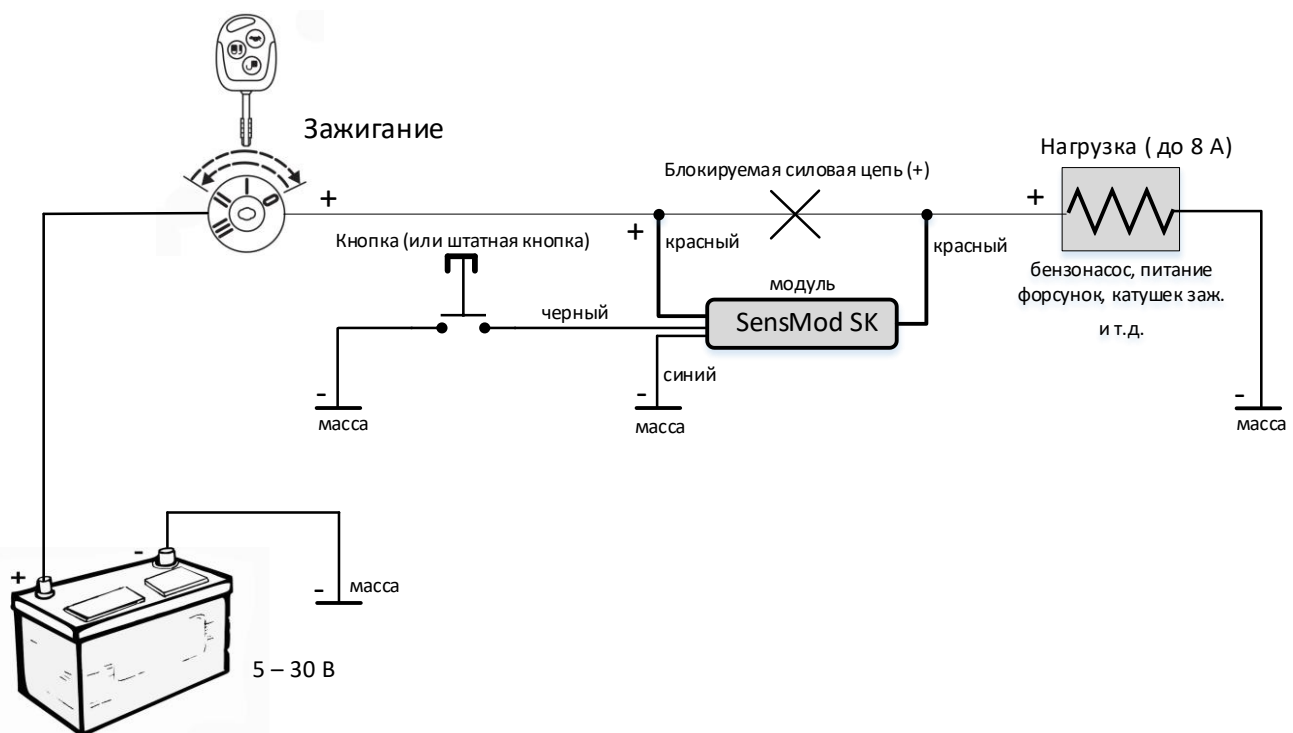 Зажигание
Нагрузка ( до 8 А)
Блокируемая силовая цепь (+)
+
+
+
красный
красный
Кнопка (или штатная кнопка)
модуль
бензонасос, питание
форсунок, катушек заж.
и т.д.
черный
SensMod SK
синий
-
масса
-
масса
-
масса
-
+
-
масса
5 – 30 В